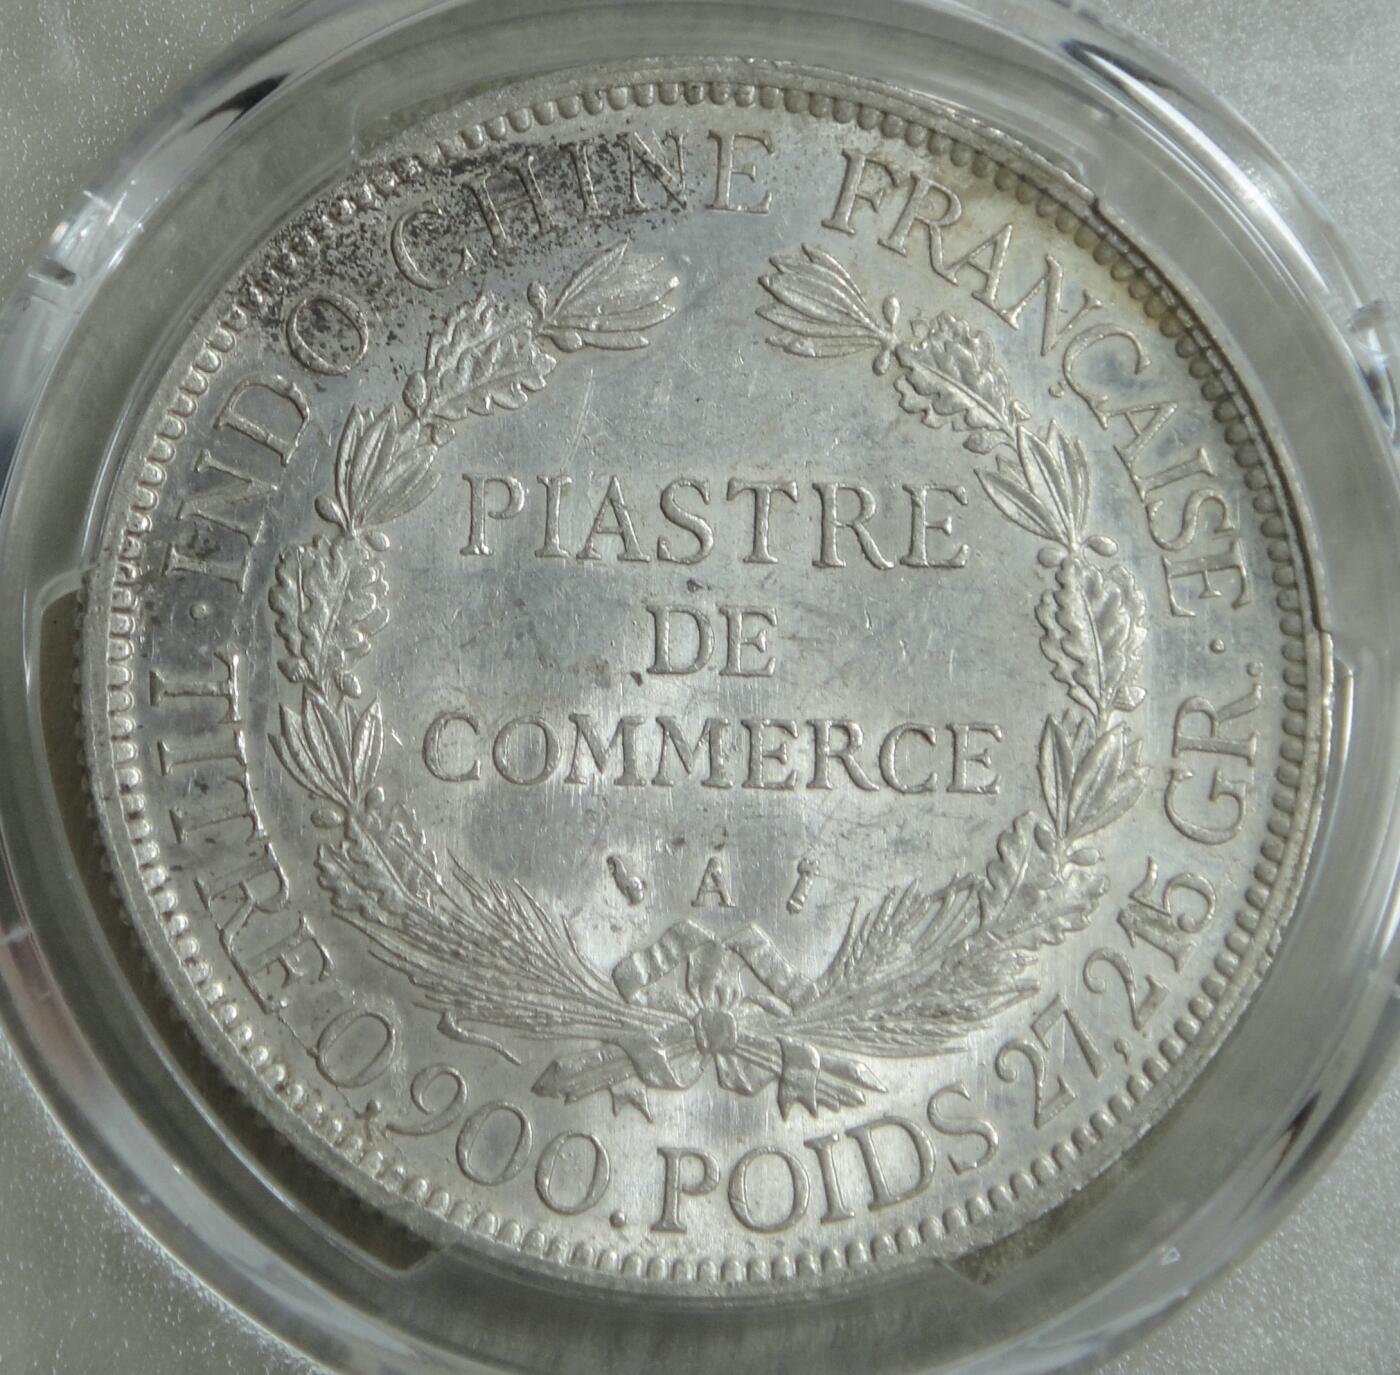 INDO-CHINE FRANÇAISE.
PIASTRE
DE
COMMERCE
A
TITRE 0,900. POIDS 27,215 GR.